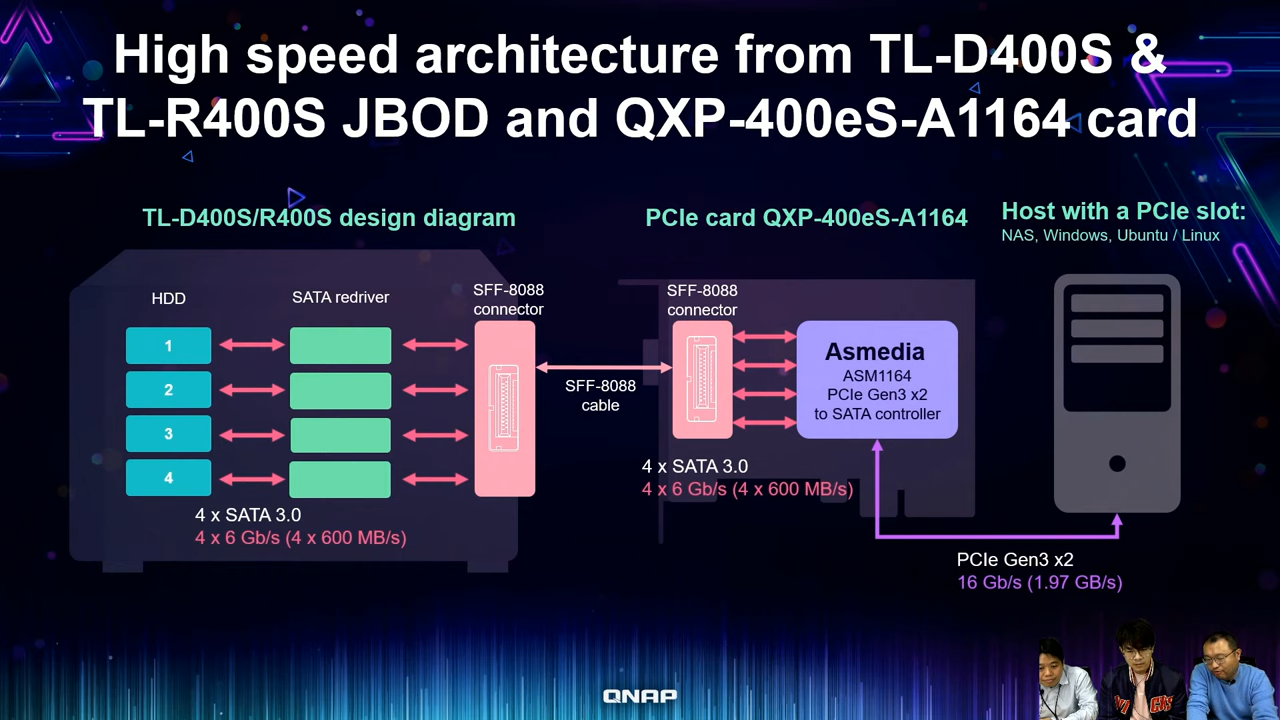 High speed architecture from TL-D400S &
TL-R400S JBOD and QXP-400eS-A1164 card
TL-D400S/R400S design diagram
PCIe card QXP-400eS-A1164
Host with a PCIe slot:
NAS, Windows, Ubuntu / Linux
HDD
SATA redriver
SFF-8088
connector
1
2
3
4
4 x SATA 3.0
4 x 6 Gb/s (4 x 600 MB/s)
SFF-8088
cable
SFF-8088
connector
Asmedia
ASM1164
PCIe Gen3 x2
to SATA controller
4 x SATA 3.0
4 x 6 Gb/s (4 x 600 MB/s)
PCIe Gen3 x2
16 Gb/s (1.97 GB/s)
QNAP